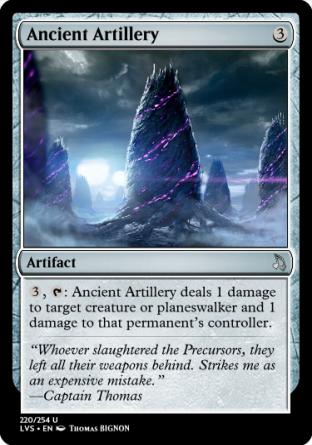 Ancient Artillery 3
Artifact
3, : Ancient Artillery deals 1 damage
to target creature or planeswalker and 1
damage to that permanent's controller.
"Whoever slaughtered the Precursors, they
left all their weapons behind. Strikes me as
an expensive mistake."
—Captain Thomas
220/254 U
LVS • EN Thomas BIGNON